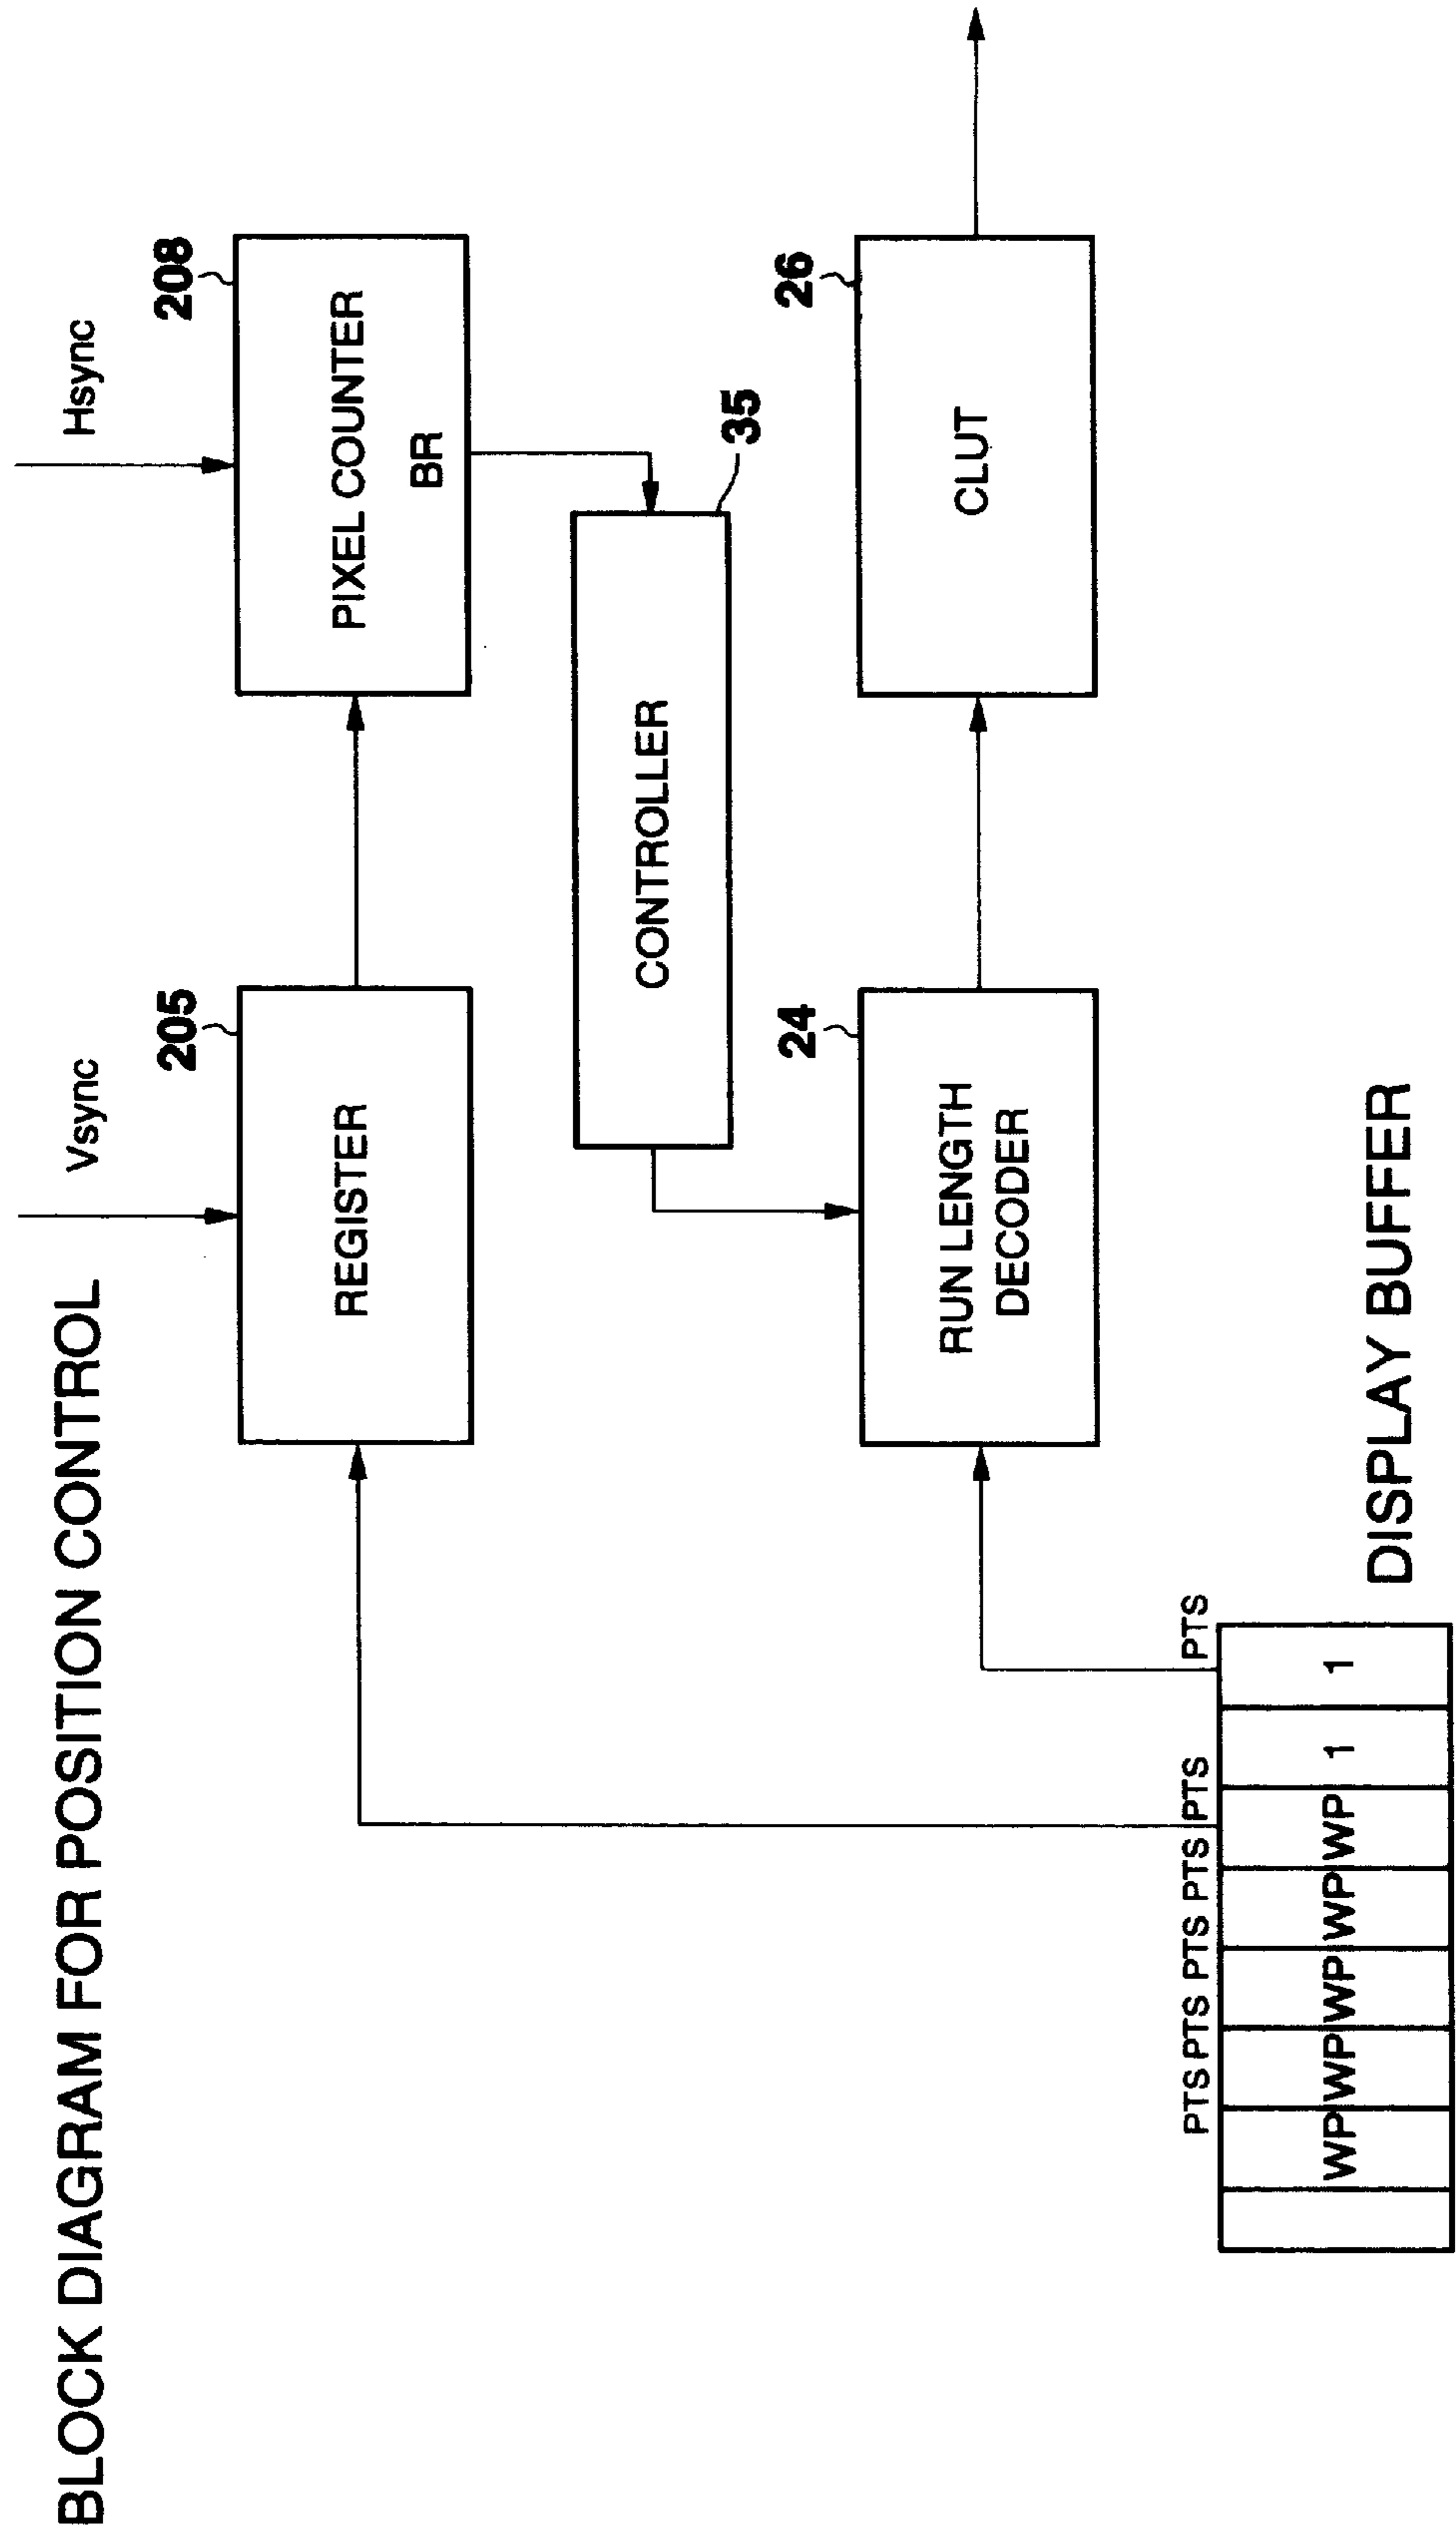 BLOCK DIAGRAM FOR POSITION CONTROL
Vsync
Hsync
205
208
REGISTER
PIXEL COUNTER
BR
35
CONTROLLER
24
26
RUN LENGTH
DECODER
CLUT
PTS PTS PTS PTS PTS PTS
WP WP WP WP WP 1 1
DISPLAY BUFFER